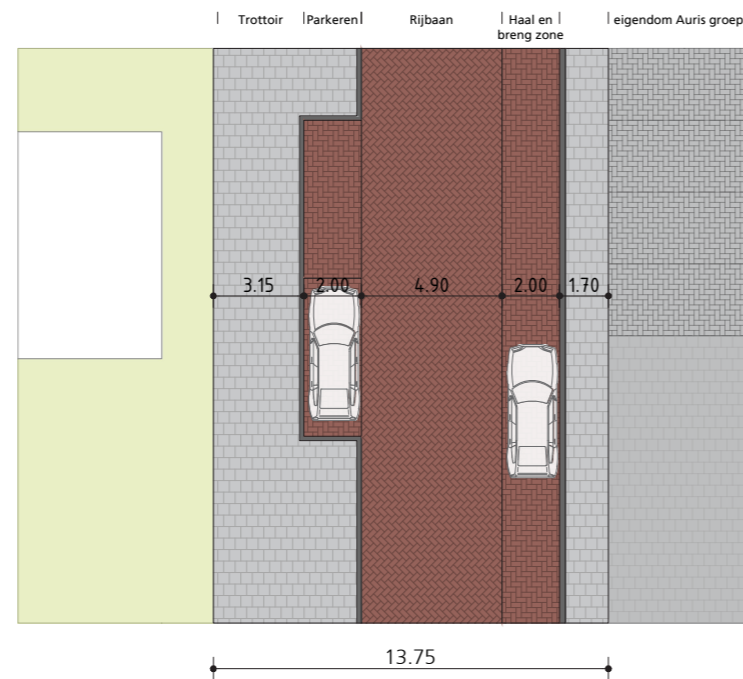 Trottoir Parkeren Rijbaan Haal en breng zone eigendom Auris groep
3.15 2.00 4.90 2.00 1.70
13.75